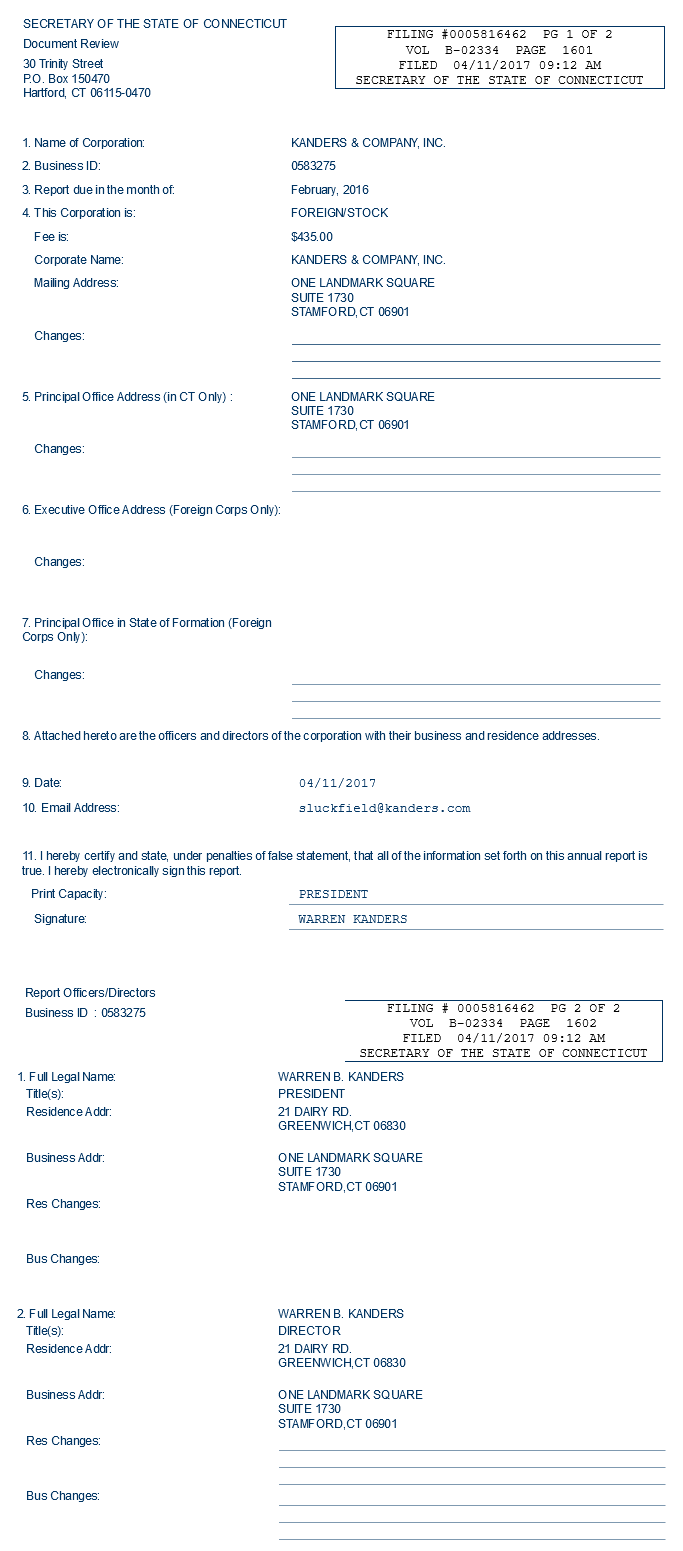 SECRETARY OF THE STATE OF CONNECTICUT
Document Review
30 Trinity Street
P.O. Box 150470
Hartford, CT 06115-0470
FILING #0005816462 PG 1 OF 2
VOL B-02334 PAGE 1601
FILED 04/11/2017 09:12 AM
SECRETARY OF THE STATE OF CONNECTICUT
1. Name of Corporation: KANDERS & COMPANY, INC.
2. Business ID: 0583275
3. Report due in the month of: February, 2016
4. This Corporation is: FOREIGN/STOCK
Fee is: $435.00
Corporate Name: KANDERS & COMPANY, INC.
Mailing Address: ONE LANDMARK SQUARE
SUITE 1730
STAMFORD,CT 06901
Changes:
5. Principal Office Address (in CT Only) : ONE LANDMARK SQUARE
SUITE 1730
STAMFORD,CT 06901
Changes:
6. Executive Office Address (Foreign Corps Only):
Changes:
7. Principal Office in State of Formation (Foreign
Corps Only):
Changes:
8. Attached hereto are the officers and directors of the corporation with their business and residence addresses.
9. Date: 04/11/2017
10. Email Address: sluckfield@kanders.com
11. I hereby certify and state, under penalties of false statement, that all of the information set forth on this annual report is
true. I hereby electronically sign this report.
Print Capacity: PRESIDENT
Signature: WARREN KANDERS
Report Officers/Directors
Business ID : 0583275
FILING # 0005816462 PG 2 OF 2
VOL B-02334 PAGE 1602
FILED 04/11/2017 09:12 AM
SECRETARY OF THE STATE OF CONNECTICUT
1. Full Legal Name: WARREN B. KANDERS
Title(s): PRESIDENT
Residence Addr: 21 DAIRY RD.
GREENWICH,CT 06830
Business Addr: ONE LANDMARK SQUARE
SUITE 1730
STAMFORD,CT 06901
Res Changes:
Bus Changes:
2. Full Legal Name: WARREN B. KANDERS
Title(s): DIRECTOR
Residence Addr: 21 DAIRY RD.
GREENWICH,CT 06830
Business Addr: ONE LANDMARK SQUARE
SUITE 1730
STAMFORD,CT 06901
Res Changes:
Bus Changes: